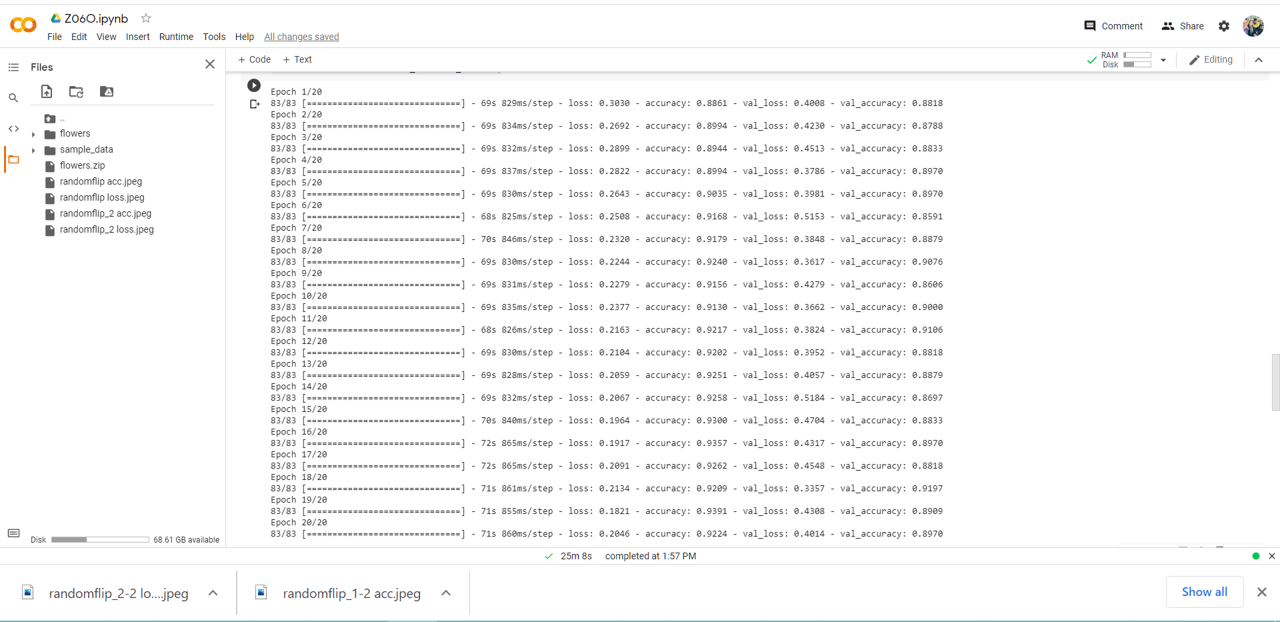 Z06O.ipynb
File Edit View Insert Runtime Tools Help All changes saved
Comment Share
Files
+ Code + Text
RAM
Disk
Editing
..
flowers
sample_data
flowers.zip
randomflip acc.jpeg
randomflip loss.jpeg
randomflip_2 acc.jpeg
randomflip_2 loss.jpeg
Disk 68.61 GB available
Epoch 1/20
83/83 [==============================] - 69s 829ms/step - loss: 0.3030 - accuracy: 0.8861 - val_loss: 0.4008 - val_accuracy: 0.8818
Epoch 2/20
83/83 [==============================] - 69s 834ms/step - loss: 0.2692 - accuracy: 0.8994 - val_loss: 0.4230 - val_accuracy: 0.8788
Epoch 3/20
83/83 [==============================] - 69s 832ms/step - loss: 0.2899 - accuracy: 0.8944 - val_loss: 0.4513 - val_accuracy: 0.8833
Epoch 4/20
83/83 [==============================] - 69s 837ms/step - loss: 0.2822 - accuracy: 0.8994 - val_loss: 0.3786 - val_accuracy: 0.8970
Epoch 5/20
83/83 [==============================] - 69s 830ms/step - loss: 0.2643 - accuracy: 0.9035 - val_loss: 0.3981 - val_accuracy: 0.8970
Epoch 6/20
83/83 [==============================] - 68s 825ms/step - loss: 0.2508 - accuracy: 0.9168 - val_loss: 0.5153 - val_accuracy: 0.8591
Epoch 7/20
83/83 [==============================] - 70s 846ms/step - loss: 0.2320 - accuracy: 0.9179 - val_loss: 0.3848 - val_accuracy: 0.8879
Epoch 8/20
83/83 [==============================] - 69s 830ms/step - loss: 0.2244 - accuracy: 0.9240 - val_loss: 0.3617 - val_accuracy: 0.9076
Epoch 9/20
83/83 [==============================] - 69s 831ms/step - loss: 0.2279 - accuracy: 0.9156 - val_loss: 0.4279 - val_accuracy: 0.8606
Epoch 10/20
83/83 [==============================] - 69s 835ms/step - loss: 0.2377 - accuracy: 0.9130 - val_loss: 0.3662 - val_accuracy: 0.9000
Epoch 11/20
83/83 [==============================] - 68s 826ms/step - loss: 0.2163 - accuracy: 0.9217 - val_loss: 0.3824 - val_accuracy: 0.9106
Epoch 12/20
83/83 [==============================] - 69s 830ms/step - loss: 0.2104 - accuracy: 0.9202 - val_loss: 0.3952 - val_accuracy: 0.8818
Epoch 13/20
83/83 [==============================] - 69s 828ms/step - loss: 0.2059 - accuracy: 0.9251 - val_loss: 0.4057 - val_accuracy: 0.8879
Epoch 14/20
83/83 [==============================] - 69s 832ms/step - loss: 0.2067 - accuracy: 0.9258 - val_loss: 0.5184 - val_accuracy: 0.8697
Epoch 15/20
83/83 [==============================] - 70s 840ms/step - loss: 0.1964 - accuracy: 0.9300 - val_loss: 0.4704 - val_accuracy: 0.8833
Epoch 16/20
83/83 [==============================] - 72s 865ms/step - loss: 0.1917 - accuracy: 0.9357 - val_loss: 0.4317 - val_accuracy: 0.8970
Epoch 17/20
83/83 [==============================] - 72s 865ms/step - loss: 0.2091 - accuracy: 0.9262 - val_loss: 0.4548 - val_accuracy: 0.8818
Epoch 18/20
83/83 [==============================] - 71s 861ms/step - loss: 0.2134 - accuracy: 0.9209 - val_loss: 0.3357 - val_accuracy: 0.9197
Epoch 19/20
83/83 [==============================] - 71s 855ms/step - loss: 0.1821 - accuracy: 0.9391 - val_loss: 0.4308 - val_accuracy: 0.8909
Epoch 20/20
83/83 [==============================] - 71s 860ms/step - loss: 0.2046 - accuracy: 0.9224 - val_loss: 0.4014 - val_accuracy: 0.8970
25m 8s completed at 1:57 PM
randomflip_2-2 lo....jpeg
randomflip_1-2 acc.jpeg
Show all